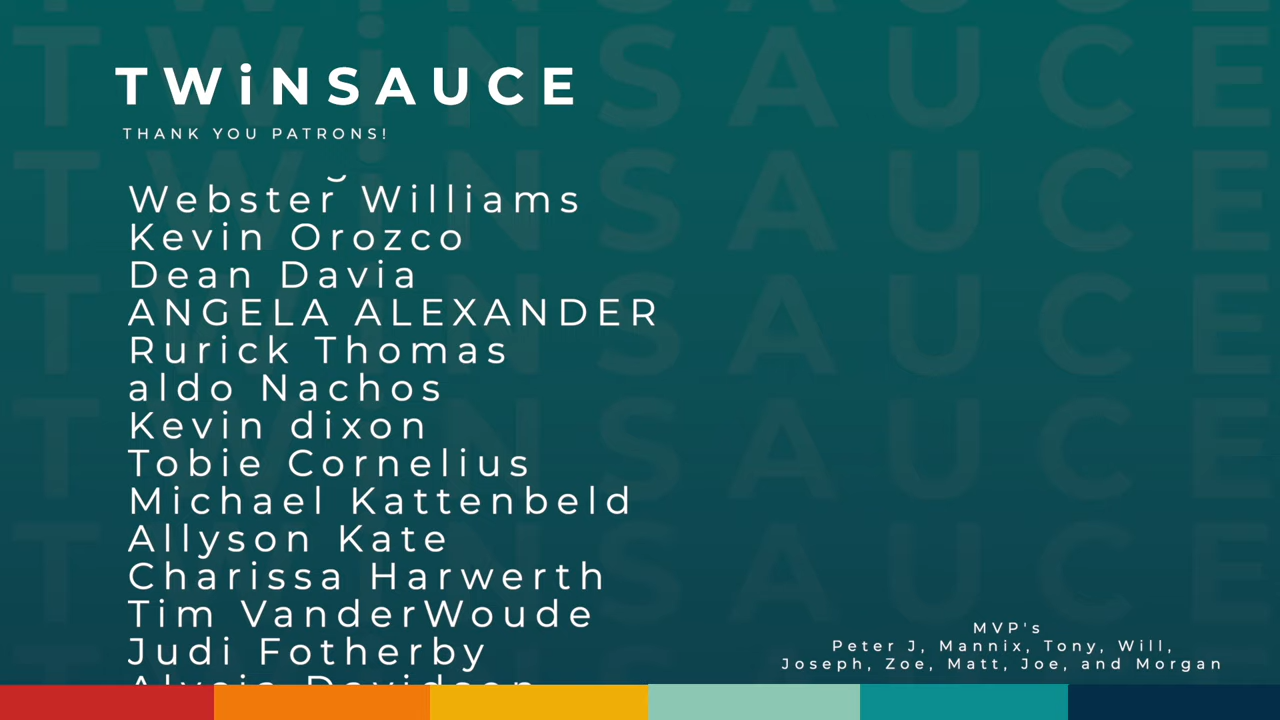 TWiNSAUCE
THANK YOU PATRONS!
Webster Williams
Kevin Orozco
Dean Davia
ANGELA ALEXANDER
Rurick Thomas
aldo Nachos
Kevin dixon
Tobie Cornelius
Michael Kattenbeld
Allyson Kate
Charissa Harwerth
Tim VanderWoude
Judi Fotherby
MVP's
Peter J, Mannix, Tony, Will,
Joseph, Zoe, Matt, Joe, and Morgan